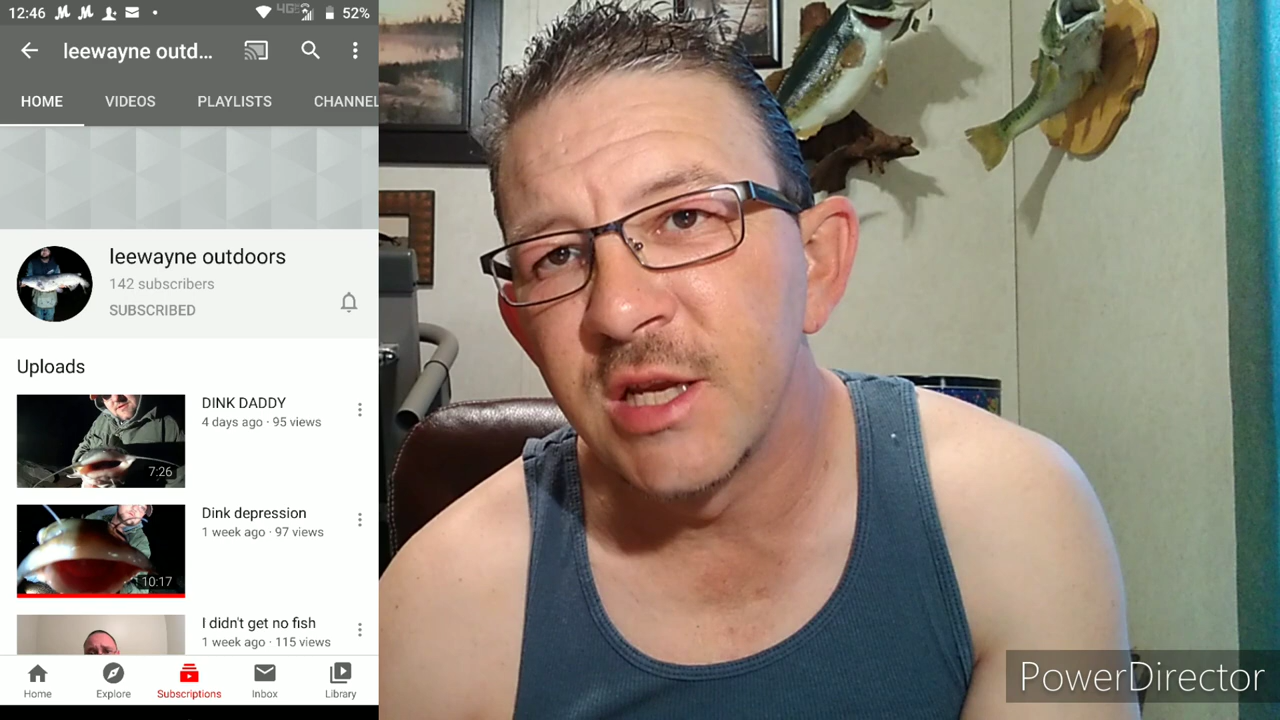 12:46
4G
52%
leewayne outd...
HOME VIDEOS PLAYLISTS CHANNEL
leewayne outdoors
142 subscribers
SUBSCRIBED
Uploads
DINK DADDY
4 days ago · 95 views
7:26
Dink depression
1 week ago · 97 views
10:17
I didn't get no fish
1 week ago · 115 views
Home Explore Subscriptions Inbox Library
PowerDirector